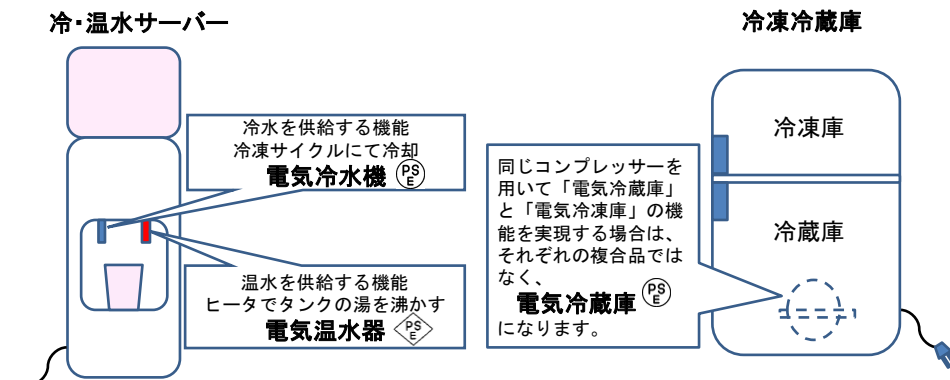 冷・温水サーバー
冷水を供給する機能
冷凍サイクルにて冷却
電気冷水機 PSE
温水を供給する機能
ヒータでタンクの湯を沸かす
電気温水器 PSE
冷凍冷蔵庫
冷凍庫
冷蔵庫
同じコンプレッサーを
用いて「電気冷蔵庫」
と「電気冷凍庫」の機
能を実現する場合は、
それぞれの複合品では
なく、
電気冷蔵庫 PSE
になります。